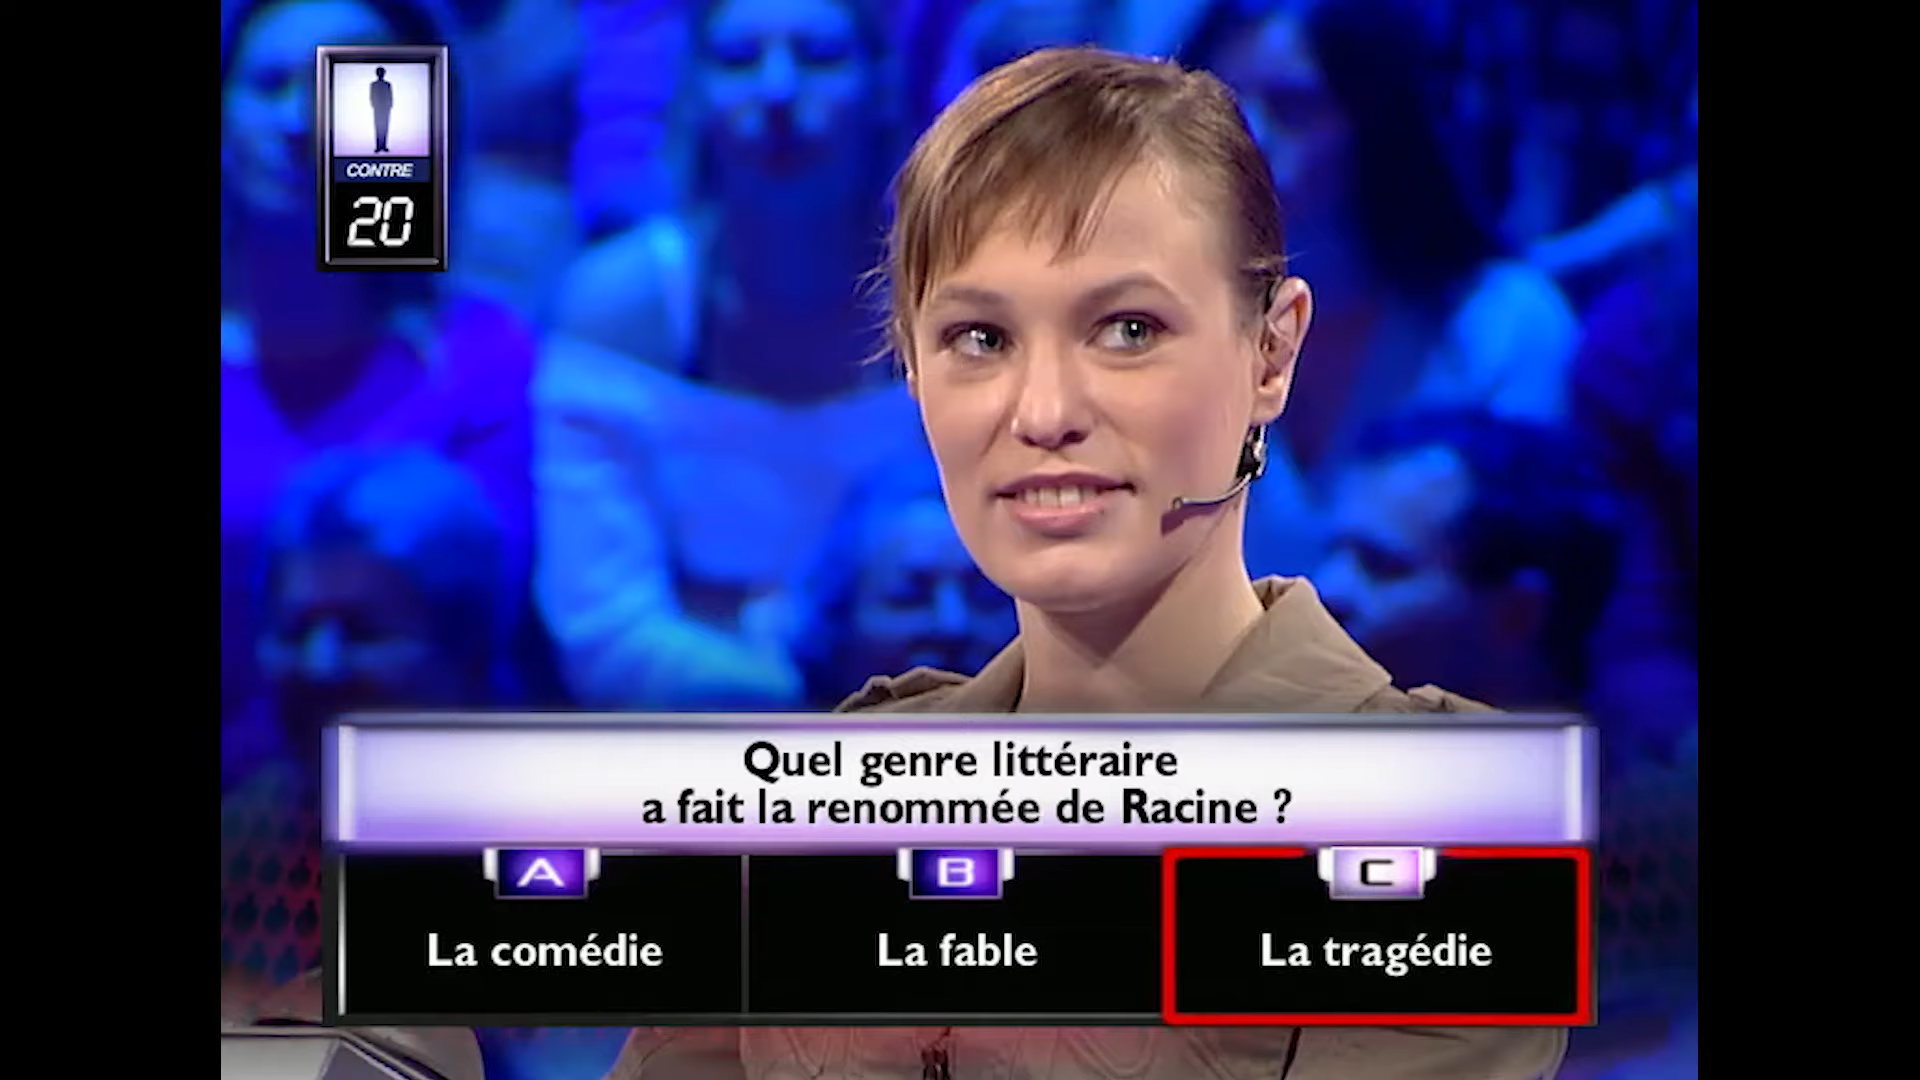 CONTRE
20
Quel genre littéraire
a fait la renommée de Racine ?
A
B
C
La comédie
La fable
La tragédie